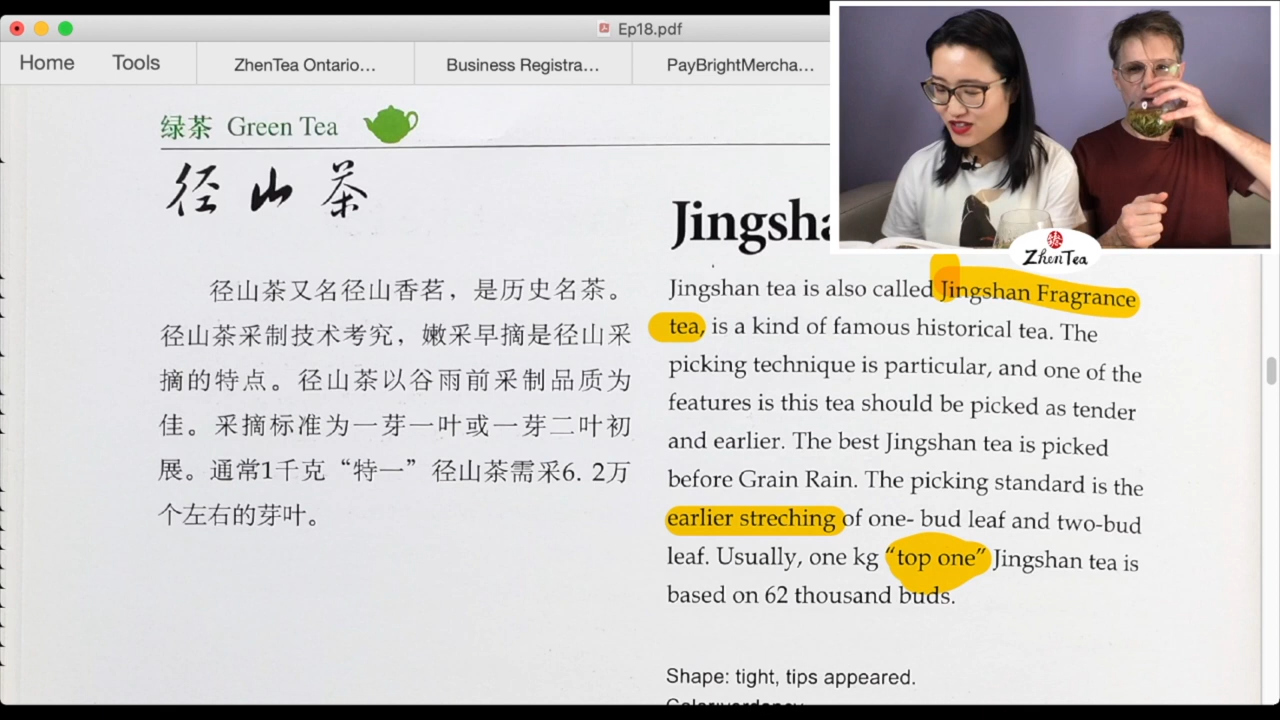 Ep18.pdf
Home
Tools
ZhenTea Ontario…
Business Registra…
PayBrightMercha…
绿茶 Green Tea
径山茶
径山茶又名径山香茗，是历史名茶。
径山茶采制技术考究，嫩采早摘是径山采
摘的特点。径山茶以谷雨前采制品质为
佳。采摘标准为一芽一叶或一芽二叶初
展。通常1千克“特一”径山茶需采6. 2万
个左右的芽叶。
Jingsha
Jingshan tea is also called Jingshan Fragrance
tea, is a kind of famous historical tea. The
picking technique is particular, and one of the
features is this tea should be picked as tender
and earlier. The best Jingshan tea is picked
before Grain Rain. The picking standard is the
earlier streching of one- bud leaf and two-bud
leaf. Usually, one kg “top one” Jingshan tea is
based on 62 thousand buds.
Shape: tight, tips appeared.
ZhenTea